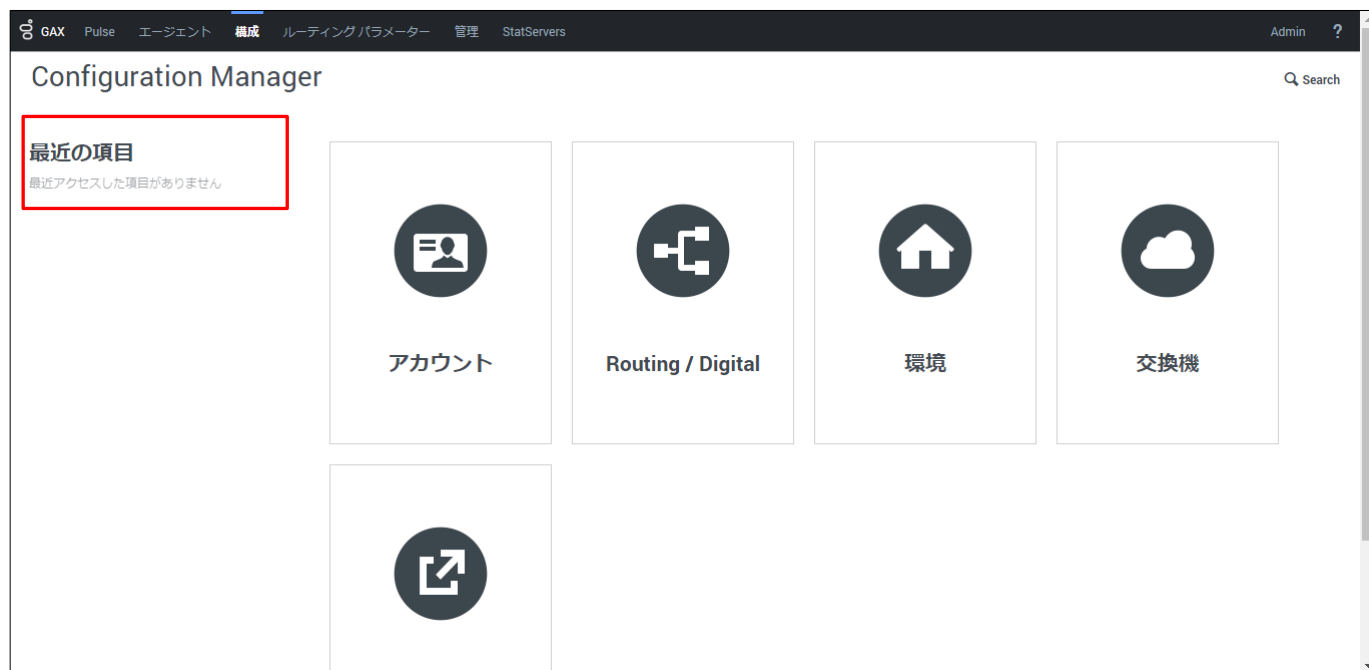 GAX Pulse エージェント 構成 ルーティング パラメーター 管理 StatServers Admin ?
Configuration Manager
Search
最近の項目
最近アクセスした項目がありません
アカウント
Routing / Digital
環境
交換機